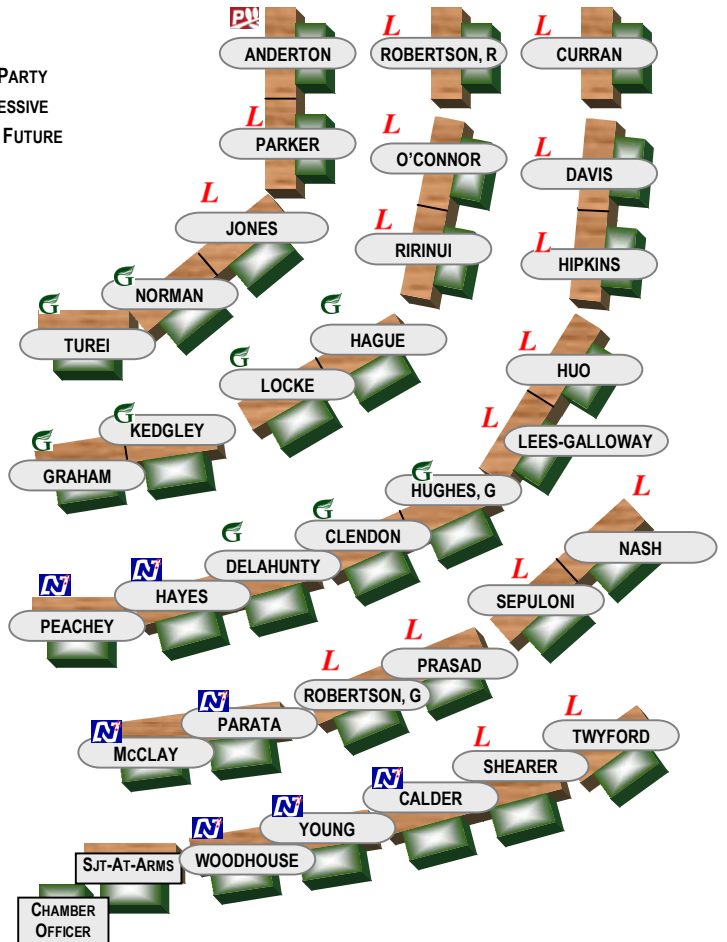 ANDERTON
ROBERTSON, R
CURRAN
PARTY
ESSIVE
FUTURE
PARKER
O'CONNOR
DAVIS
JONES
RIRINUI
HIPKINS
NORMAN
TUREI
HAGUE
LOCKE
HUO
KEDGLEY
GRAHAM
LEES-GALLOWAY
HUGHES, G
CLENDON
NASH
DELAHUNTY
SEPULONI
HAYES
PEACHEY
PRASAD
ROBERTSON, G
PARATA
MCCLAY
TWYFORD
SHEARER
CALDER
YOUNG
WOODHOUSE
SJT-AT-ARMS
CHAMBER
OFFICER